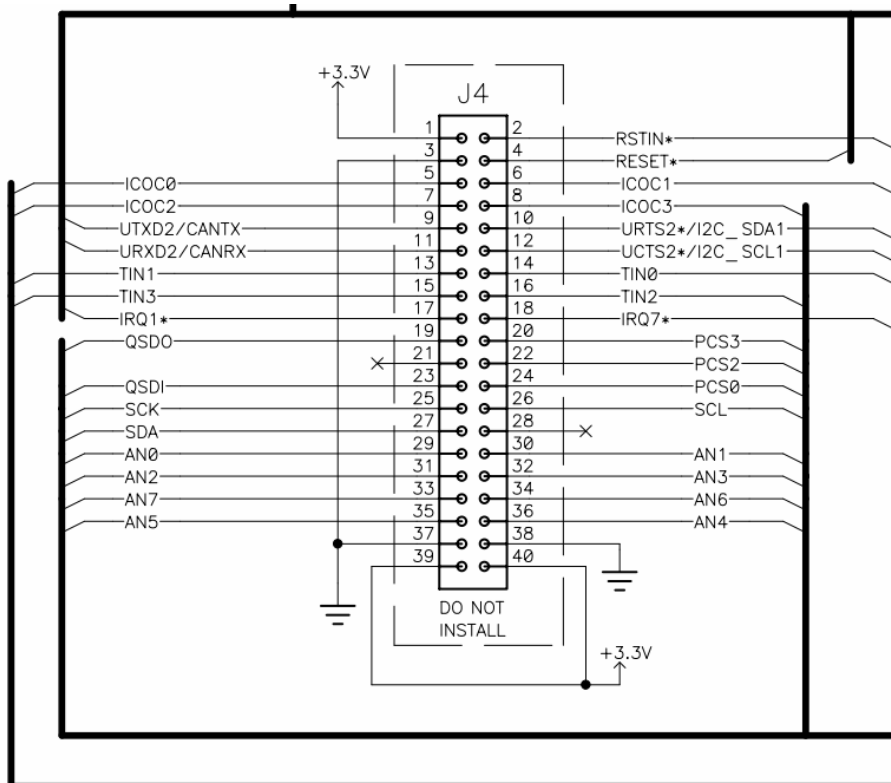 +3.3V
J4
1 2 RSTIN*
3 4 RESET*
ICOC0 5 6 ICOC1
ICOC2 7 8 ICOC3
UTXD2/CANTX 9 10 URTS2*/I2C_SDA1
URXD2/CANRX 11 12 UCTS2*/I2C_SCL1
TIN1 13 14 TIN0
TIN3 15 16 TIN2
IRQ1* 17 18 IRQ7*
QSDO 19 20 PCS3
21 22 PCS2
QSDI 23 24 PCS0
SCK 25 26 SCL
SDA 27 28
AN0 29 30 AN1
AN2 31 32 AN3
AN7 33 34 AN6
AN5 35 36 AN4
37 38
39 40
DO NOT
INSTALL
+3.3V